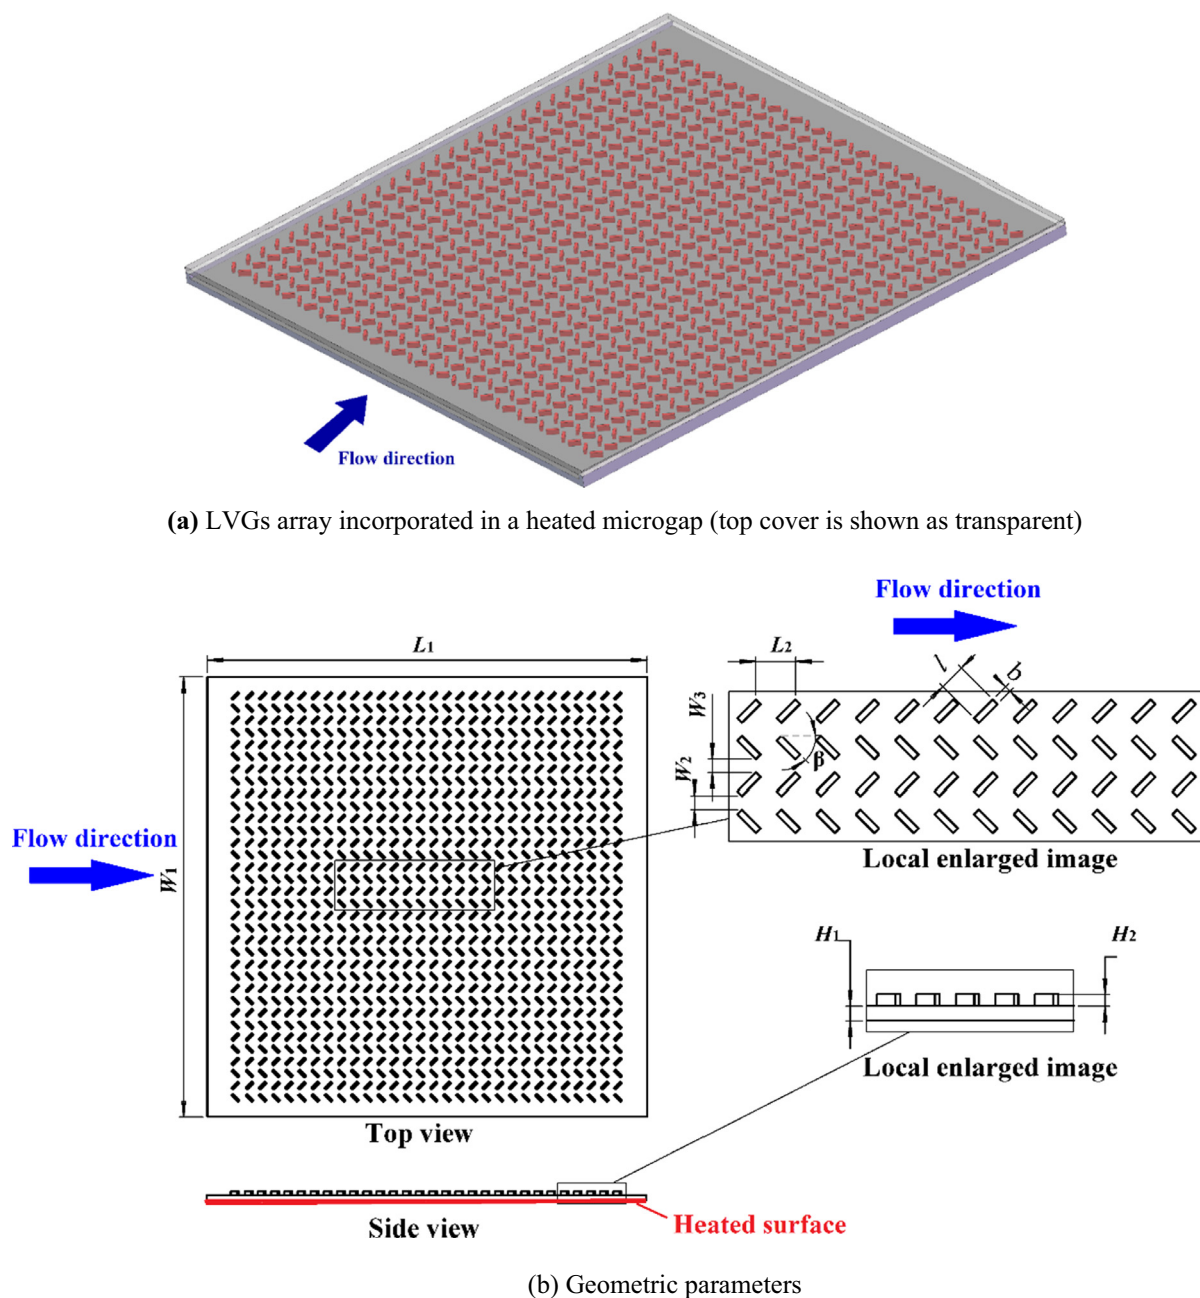 Flow direction
(a) LVGs array incorporated in a heated microgap (top cover is shown as transparent)
Flow direction
L1
L2
l
b
W3
β
W2
Flow direction
W1
Local enlarged image
H1
H2
Local enlarged image
Top view
Side view
Heated surface
(b) Geometric parameters